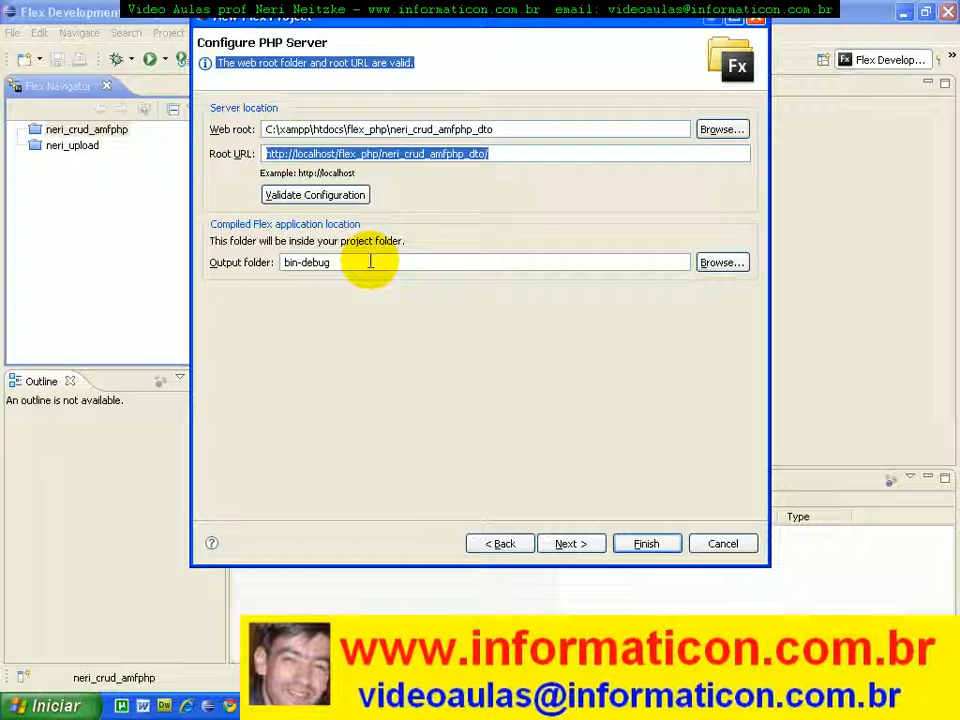 Flex Developmen
Video Aulas prof Neri Neitzke - www.informaticon.com.br email: videoaulas@informaticon.com.br
New Flex Project
File Edit Navigate Search Project
Flex Develop...
Flex Navigator
neri_crud_amfphp
neri_upload
Configure PHP Server
The web root folder and root URL are valid.
Server location
Web root: C:\xampp\htdocs\flex_php\neri_crud_amfphp_dto Browse...
Root URL: http://localhost/flex_php/neri_crud_amfphp_dto/
Example: http://localhost
Validate Configuration
Compiled Flex application location
This folder will be inside your project folder.
Output folder: bin-debug Browse...
Outline
An outline is not available.
Type
< Back Next > Finish Cancel
neri_crud_amfphp
Iniciar
www.informaticon.com.br
videoaulas@informaticon.com.br